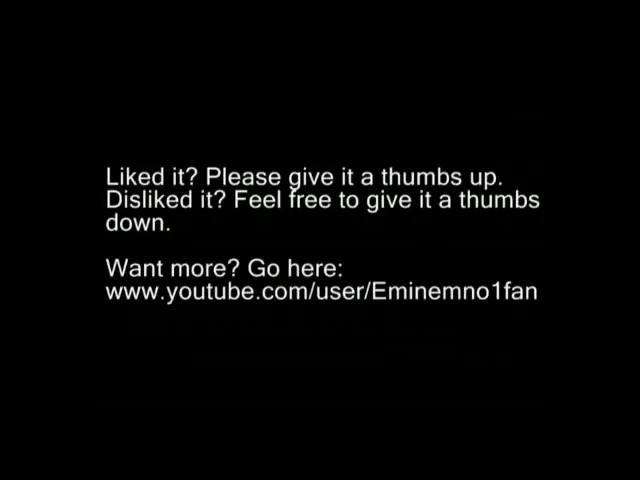 Liked it? Please give it a thumbs up.
Disliked it? Feel free to give it a thumbs
down.
Want more? Go here:
www.youtube.com/user/Eminemno1fan